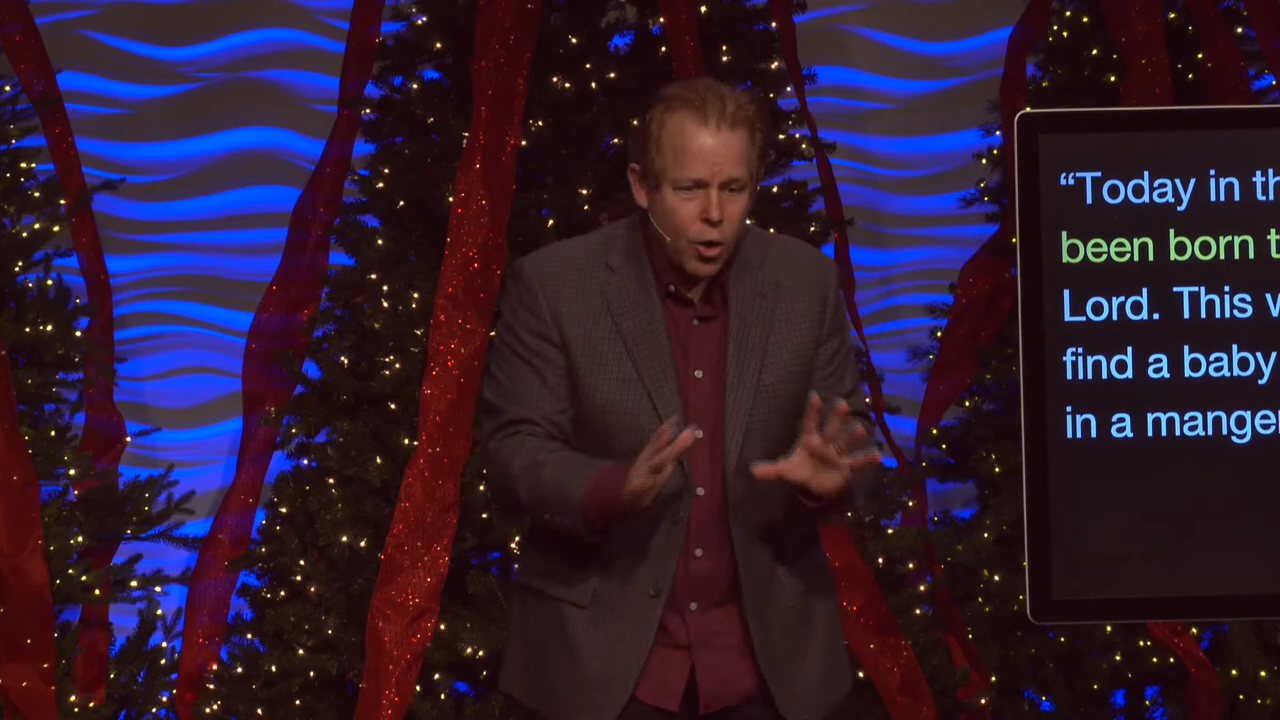 “Today in th
been born t
Lord. This w
find a baby
in a manger